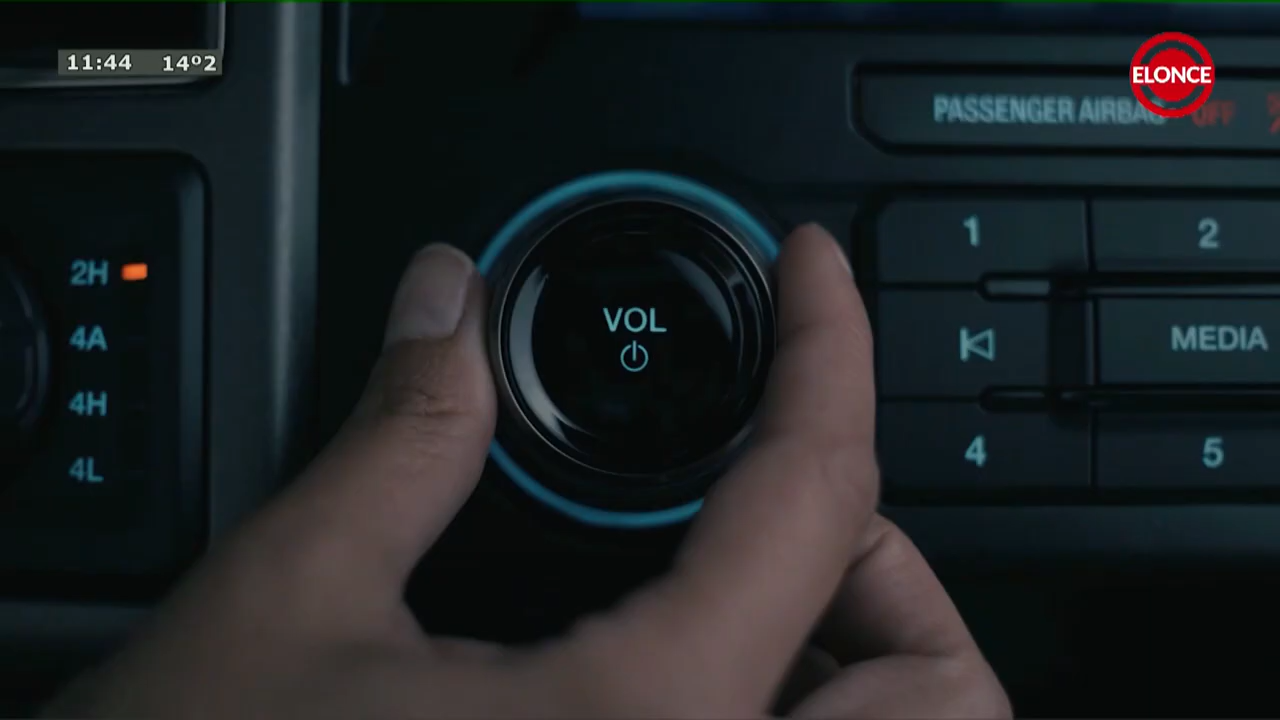 11:44 14º2
ELONCE
PASSENGER AIRBAG OFF
1 2
2H
VOL
4A
MEDIA
4H
4L
4 5